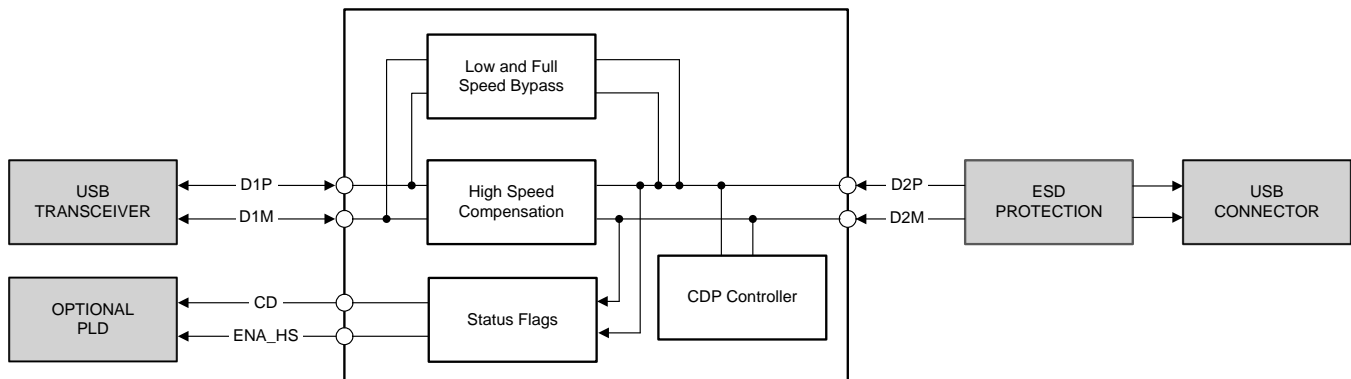 Low and Full
Speed Bypass
USB
TRANSCEIVER
D1P
D1M
High Speed
Compensation
D2P
D2M
ESD
PROTECTION
USB
CONNECTOR
OPTIONAL
PLD
CD
ENA_HS
Status Flags
CDP Controller